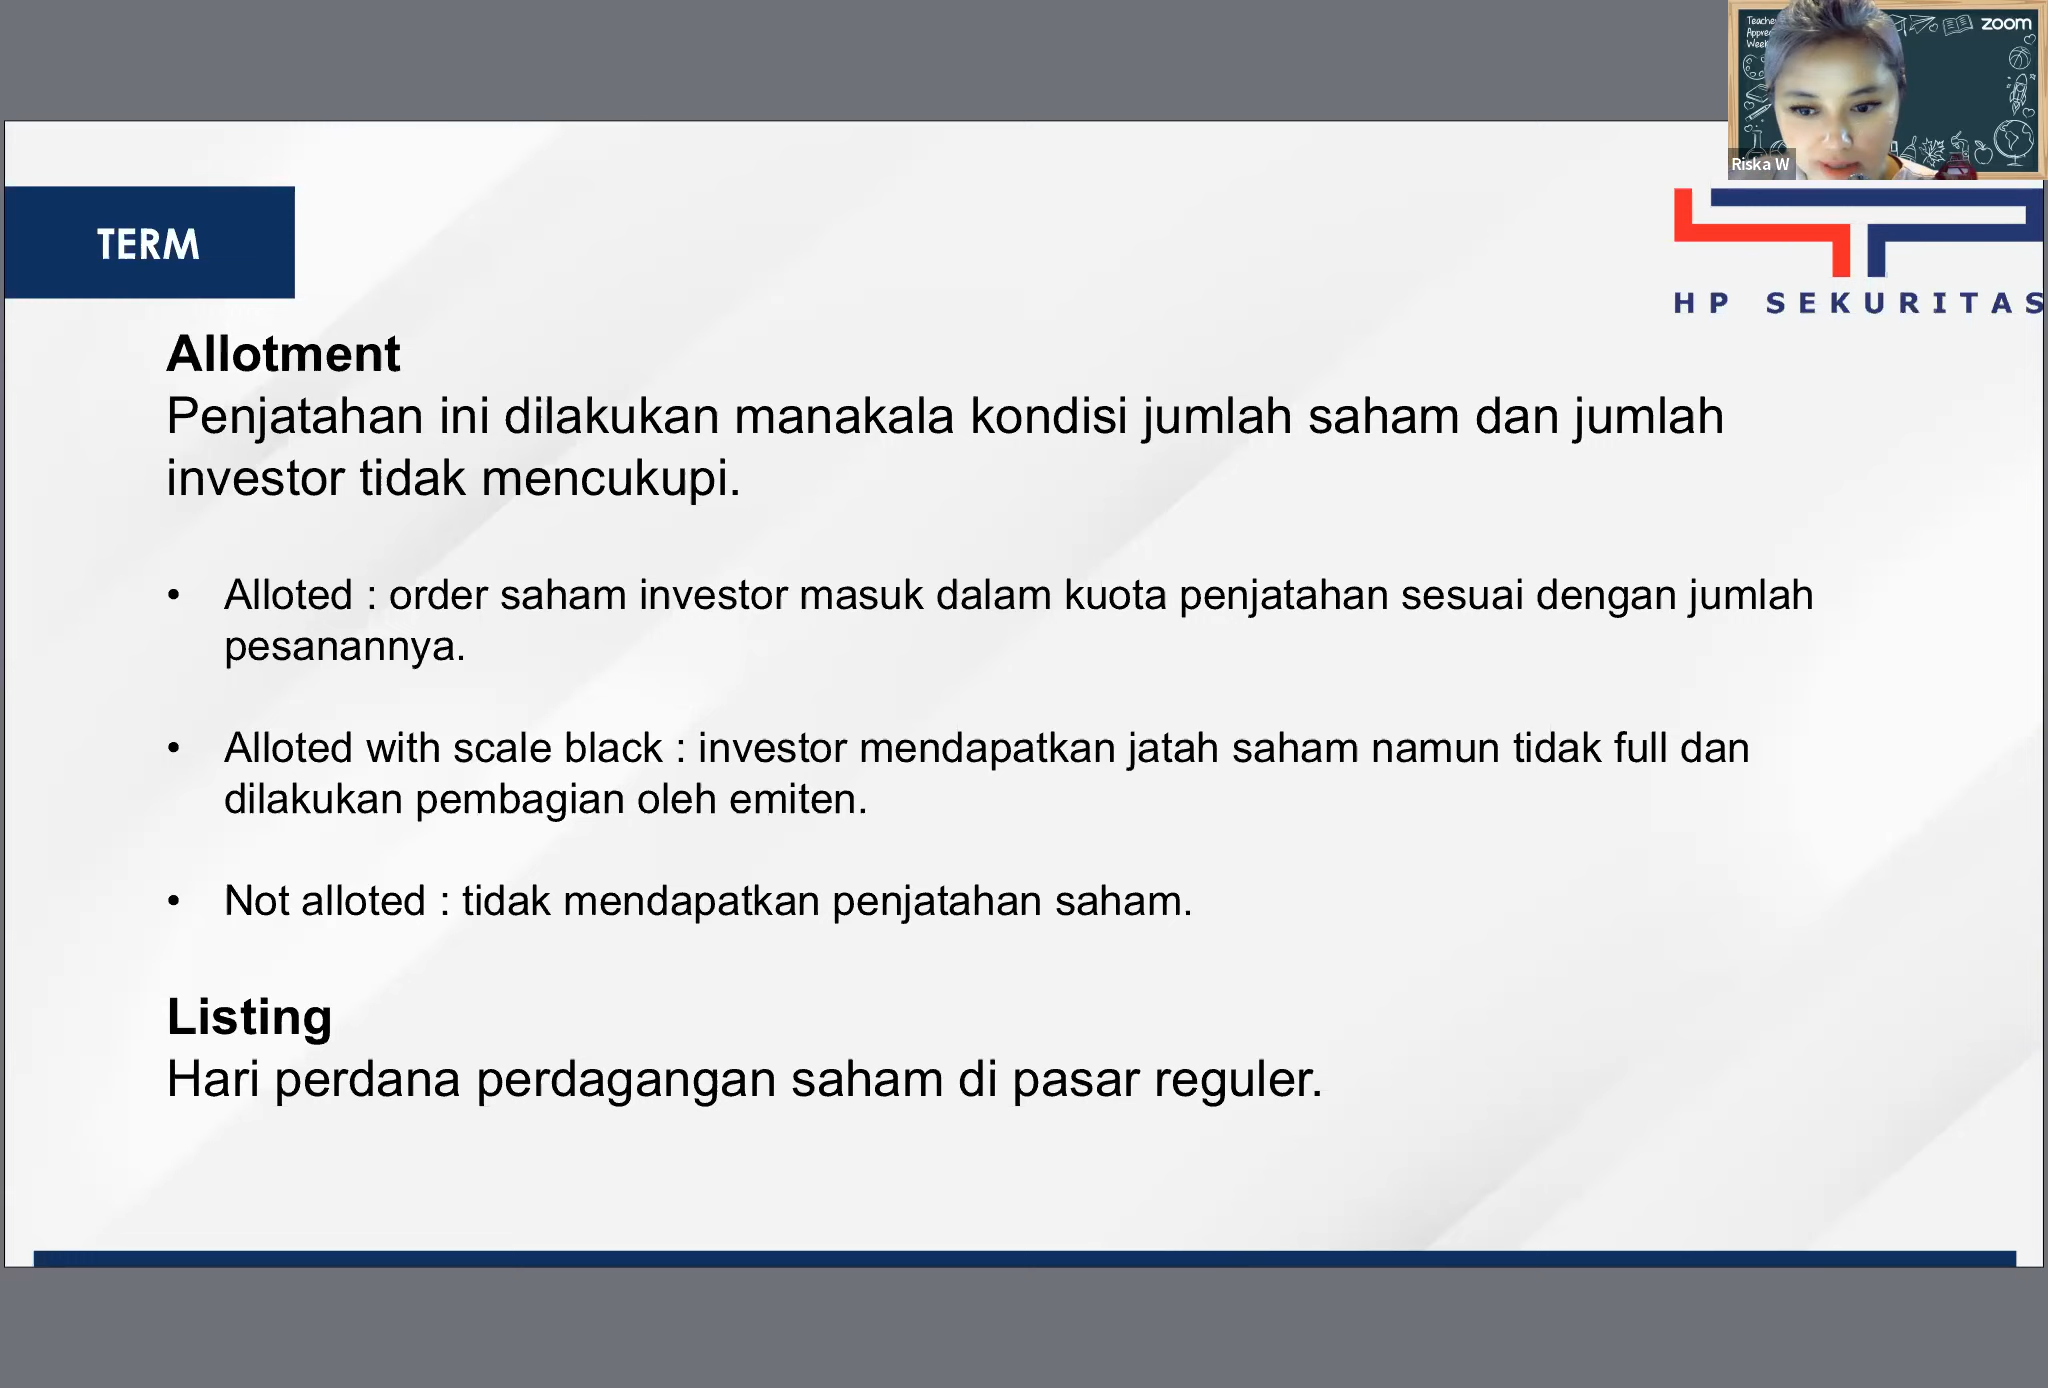 Teache
Appre
Week
zoom
Riska W
TERM
HP SEKURITAS
Allotment
Penjatahan ini dilakukan manakala kondisi jumlah saham dan jumlah
investor tidak mencukupi.
• Alloted : order saham investor masuk dalam kuota penjatahan sesuai dengan jumlah
pesanannya.
• Alloted with scale black : investor mendapatkan jatah saham namun tidak full dan
dilakukan pembagian oleh emiten.
• Not alloted : tidak mendapatkan penjatahan saham.
Listing
Hari perdana perdagangan saham di pasar reguler.